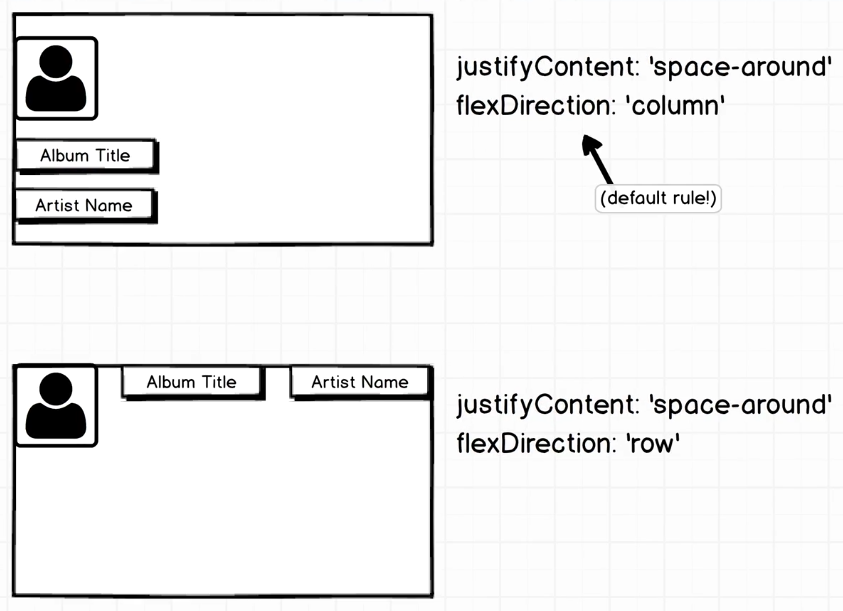 justifyContent: 'space-around'
flexDirection: 'column'
Album Title
(default rule!)
Artist Name
Album Title
Artist Name
justifyContent: 'space-around'
flexDirection: 'row'